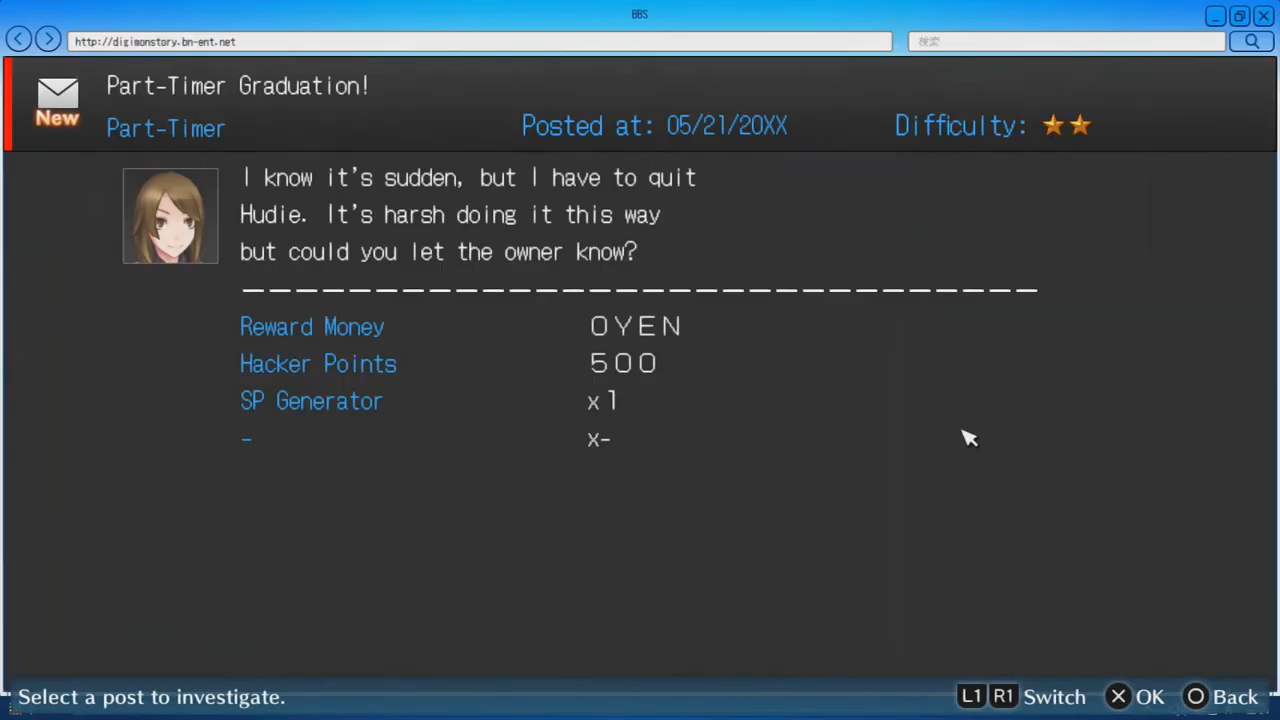 BBS
http://digimonstory.bn-ent.net
検索
Part-Timer Graduation!
New
Part-Timer
Posted at: 05/21/20XX
Difficulty: ★★
I know it's sudden, but I have to quit
Hudie. It's harsh doing it this way
but could you let the owner know?
Reward Money 0YEN
Hacker Points 500
SP Generator x1
- x-
Select a post to investigate.
L1 R1 Switch X OK O Back